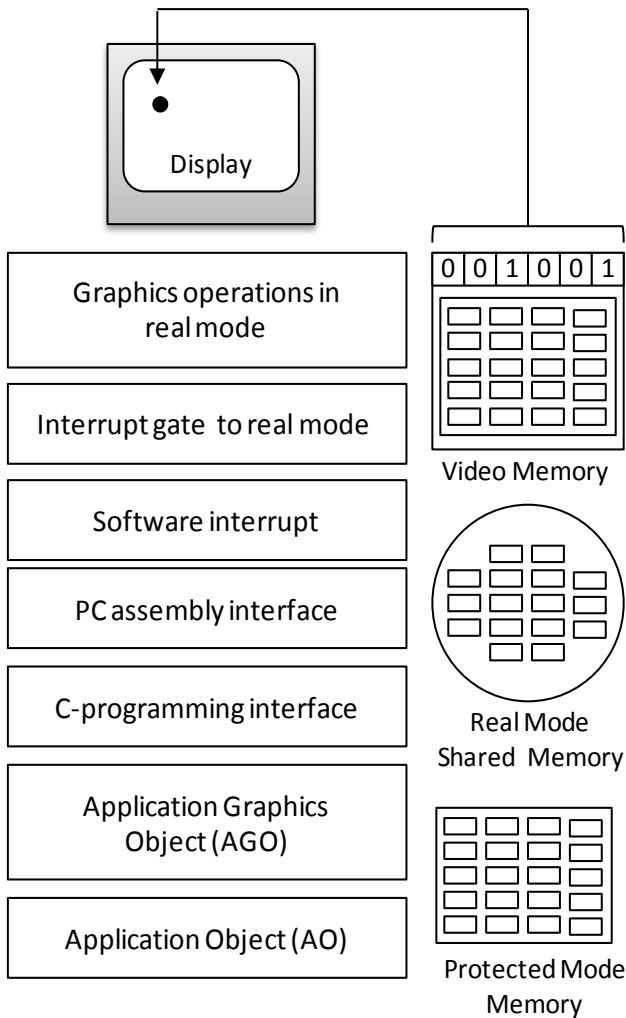 Display
Graphics operations in
real mode
Interrupt gate to real mode
Software interrupt
PC assembly interface
C-programming interface
Application Graphics
Object (AGO)
Application Object (AO)
0 0 1 0 0 1
Video Memory
Real Mode
Shared Memory
Protected Mode
Memory